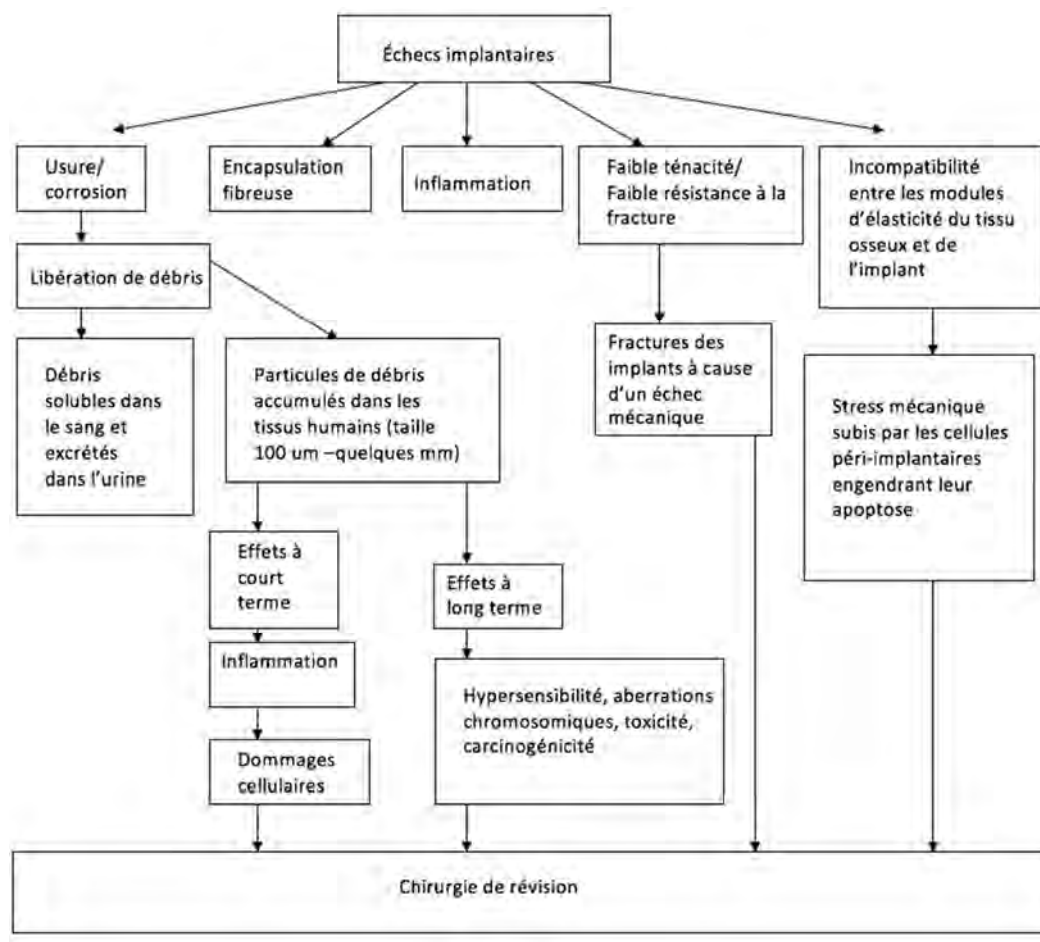 Échecs implantaires
Usure/
corrosion
Encapsulation
fibreuse
Inflammation
Faible ténacité/
Faible résistance à la
fracture
Incompatibilité
entre les modules
d'élasticité du tissu
osseux et de
l'implant
Libération de débris
Débris
solubles dans
le sang et
excrétés
dans l'urine
Particules de débris
accumulés dans les
tissus humains (taille
100 um –quelques mm)
Fractures des
implants à cause
d'un échec
mécanique
Stress mécanique
subis par les cellules
péri-implantaires
engendrant leur
apoptose
Effets à
court
terme
Effets à
long terme
Inflammation
Hypersensibilité, aberrations
chromosomiques, toxicité,
carcinogénicité
Dommages
cellulaires
Chirurgie de révision